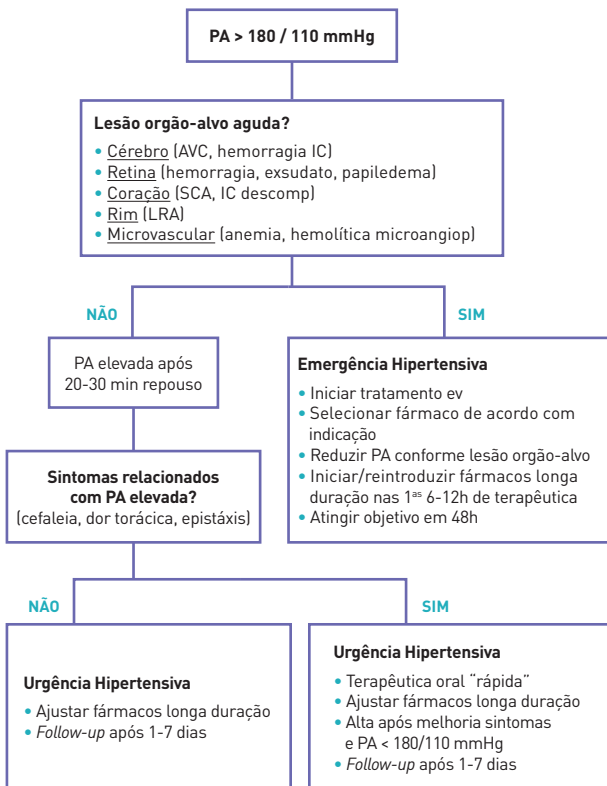 PA > 180 / 110 mmHg
Lesão orgão-alvo aguda?
• Cérebro (AVC, hemorragia IC)
• Retina (hemorragia, exsudato, papiledema)
• Coração (SCA, IC descomp)
• Rim (LRA)
• Microvascular (anemia, hemolítica microangiop)
NÃO
SIM
PA elevada após
20-30 min repouso
Emergência Hipertensiva
• Iniciar tratamento ev
• Selecionar fármaco de acordo com
indicação
• Reduzir PA conforme lesão orgão-alvo
• Iniciar/reintroduzir fármacos longa
duração nas 1as 6-12h de terapêutica
• Atingir objetivo em 48h
Sintomas relacionados
com PA elevada?
(cefaleia, dor torácica, epistáxis)
NÃO
SIM
Urgência Hipertensiva
• Ajustar fármacos longa duração
• Follow-up após 1-7 dias
Urgência Hipertensiva
• Terapêutica oral "rápida"
• Ajustar fármacos longa duração
• Alta após melhoria sintomas
e PA < 180/110 mmHg
• Follow-up após 1-7 dias